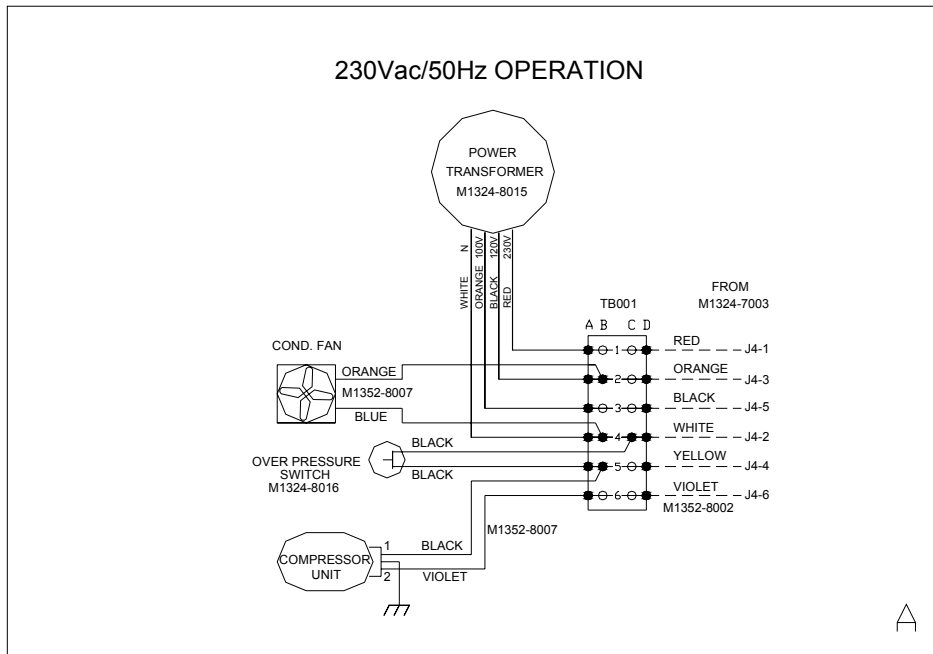 230Vac/50Hz OPERATION
POWER
TRANSFORMER
M1324-8015
N
100V
120V
230V
WHITE
ORANGE
BLACK
RED
FROM
M1324-7003
TB001
A B C D
1
RED
J4-1
2
ORANGE
J4-3
3
BLACK
J4-5
4
WHITE
J4-2
5
YELLOW
J4-4
6
VIOLET
J4-6
M1352-8002
COND. FAN
ORANGE
M1352-8007
BLUE
OVER PRESSURE
SWITCH
M1324-8016
BLACK
BLACK
M1352-8007
COMPRESSOR
UNIT
1
BLACK
2
VIOLET
A